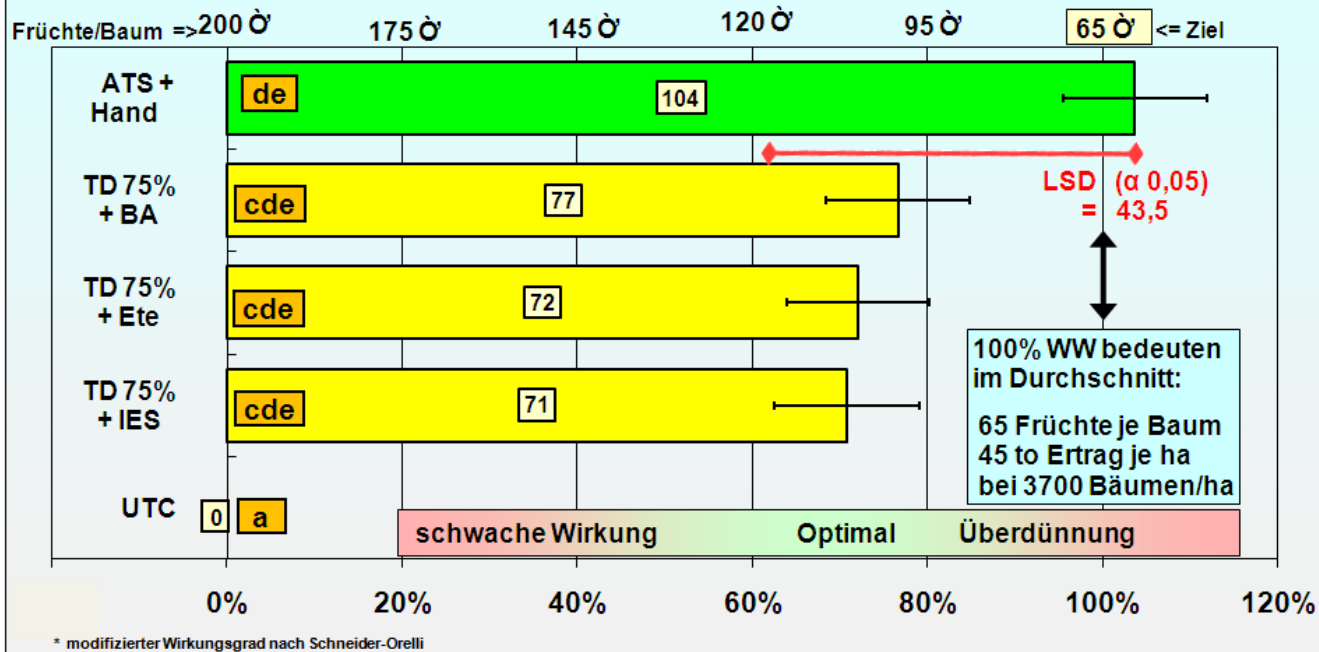 Früchte/Baum => 200 Ò 175 Ò 145 Ò 120 Ò 95 Ò 65 Ò <= Ziel
ATS +
Hand
de
104
LSD (α 0,05)
= 43,5
TD 75%
+ BA
cde
77
TD 75%
+ Ete
cde
72
TD 75%
+ IES
cde
71
100% WW bedeuten
im Durchschnitt:
65 Früchte je Baum
45 to Ertrag je ha
bei 3700 Bäumen/ha
UTC
0
a
schwache Wirkung Optimal Überdünnung
0% 20% 40% 60% 80% 100% 120%
* modifizierter Wirkungsgrad nach Schneider-Orelli